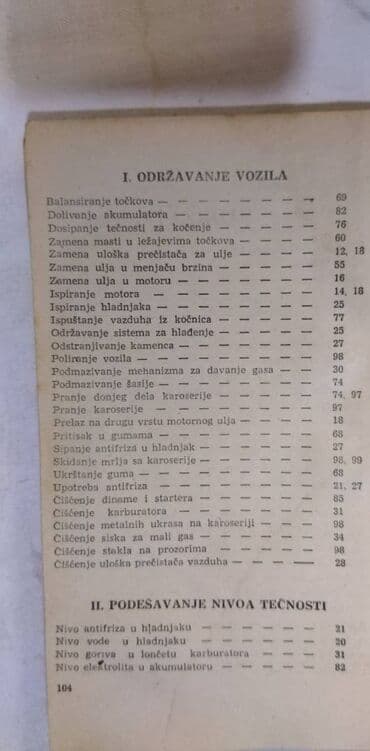 I. ODRŽAVANJE VOZILA
Balansiranje točkova — — — — — — — 69
Dolivanje akumulatora — — — — — — 82
Dosipanje tečnosti za kočenje — — — — 76
Zamena masti u ležajevima točkova — — — 60
Zamena uloška prečistača za ulje — — — — 12, 18
Zamena ulja u menjaču brzina — — — — 55
Zamena ulja u motoru — — — — — — 16
Ispiranje motora — — — — — — — 14, 18
Ispiranje hladnjaka — — — — — — — 25
Ispuštanje vazduha iz kočnica — — — — 77
Održavanje sistema za hlađenje — — — — 25
Odstranjivanje kamenca — — — — — — 27
Poliranje vozila — — — — — — — — 98
Podmazivanje mehanizma za davanje gasa — — 30
Podmazivanje šasije — — — — — — — 74
Pranje donjeg dela karoserije — — — — 74, 97
Pranje karoserije — — — — — — — 97
Prelaz na drugu vrstu motornog ulja — — — 18
Pritisak u gumama — — — — — — — 68
Sipanje antifriza u hladnjak — — — — — 27
Skidanje mrlja sa karoserije — — — — — 98, 99
Ukrštanje guma — — — — — — — — 68
Upotreba antifriza — — — — — — — 21, 27
Čišćenje diname i startera — — — — — 85
Čišćenje karburatora — — — — — — 31
Čišćenje metalnih ukrasa na karoseriji — — — 98
Čišćenje siska za mali gas — — — — — 34
Čišćenje stakla na prozorima — — — — — 98
Čišćenje uloška prečistača vazduha — — — — 28
II. PODEŠAVANJE NIVOA TEČNOSTI
Nivo antifriza u hladnjaku — — — — — 21
Nivo vode u hladnjaku — — — — — — 20
Nivo goriva u lončetu karburatora — — — — 31
Nivo elektrolita u akumulatoru — — — — 82
104